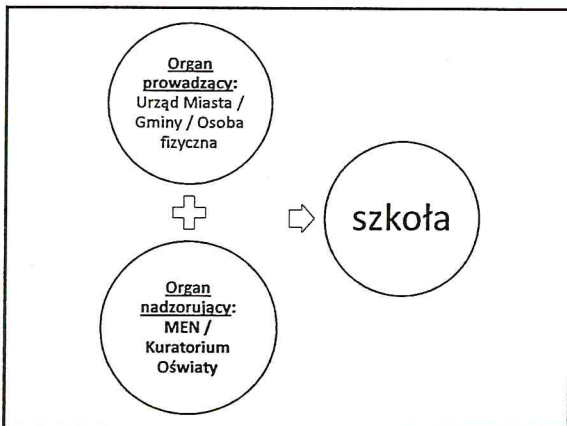 Organ
prowadzący:
Urząd Miasta /
Gminy / Osoba
fizyczna
szkoła
Organ
nadzorujący:
MEN /
Kuratorium
Oświaty